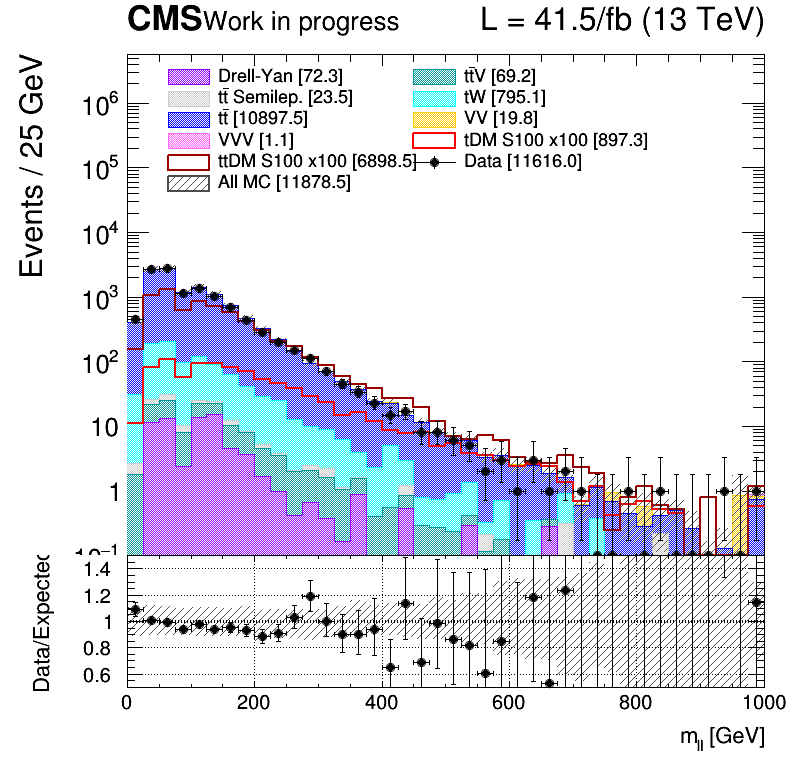 CMS Work in progress L = 41.5/fb (13 TeV)
Events / 25 GeV
Drell-Yan [72.3] tt̄V [69.2]
tt̄ Semilep. [23.5] tW [795.1]
tt̄ [10897.5] VV [19.8]
VVV [1.1] tDM S100 x100 [897.3]
ttDM S100 x100 [6898.5] Data [11616.0]
All MC [11878.5]
10⁶
10⁵
10⁴
10³
10²
10
1
10⁻¹
Data/Expected
1.4
1.2
1
0.8
0.6
0 200 400 600 800 1000
m_ll [GeV]